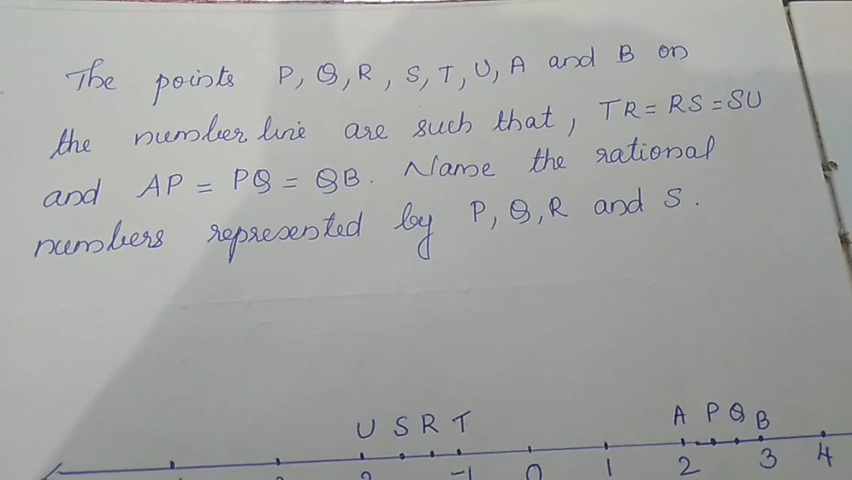 The points P, Q, R, S, T, U, A and B on
the number line are such that, TR = RS = SU
and AP = PQ = QB. Name the rational
numbers represented by P, Q, R and S.
U S R T A P Q B
-1 0 1 2 3 4